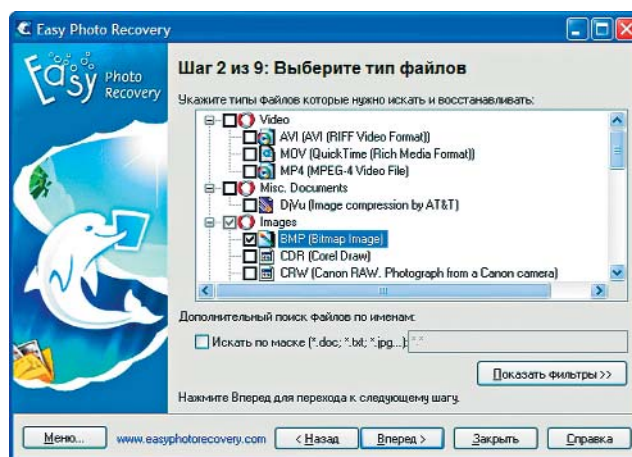 Easy Photo Recovery
Easy Photo Recovery
Шаг 2 из 9: Выберите тип файлов
Укажите типы файлов которые нужно искать и восстанавливать:
Video
AVI (AVI (RIFF Video Format))
MOV (QuickTime (Rich Media Format))
MP4 (MPEG-4 Video File)
Misc. Documents
DjVu (Image compression by AT&T)
Images
BMP (Bitmap Image)
CDR (Corel Draw)
CRW (Canon RAW. Photograph from a Canon camera)
Дополнительный поиск файлов по именам:
Искать по маске (*.doc; *.txt; *.jpg...): *.*
Показать фильтры >>
Нажмите Вперед для перехода к следующему шагу.
Меню... www.easyphotorecovery.com < Назад Вперед > Закрыть Справка